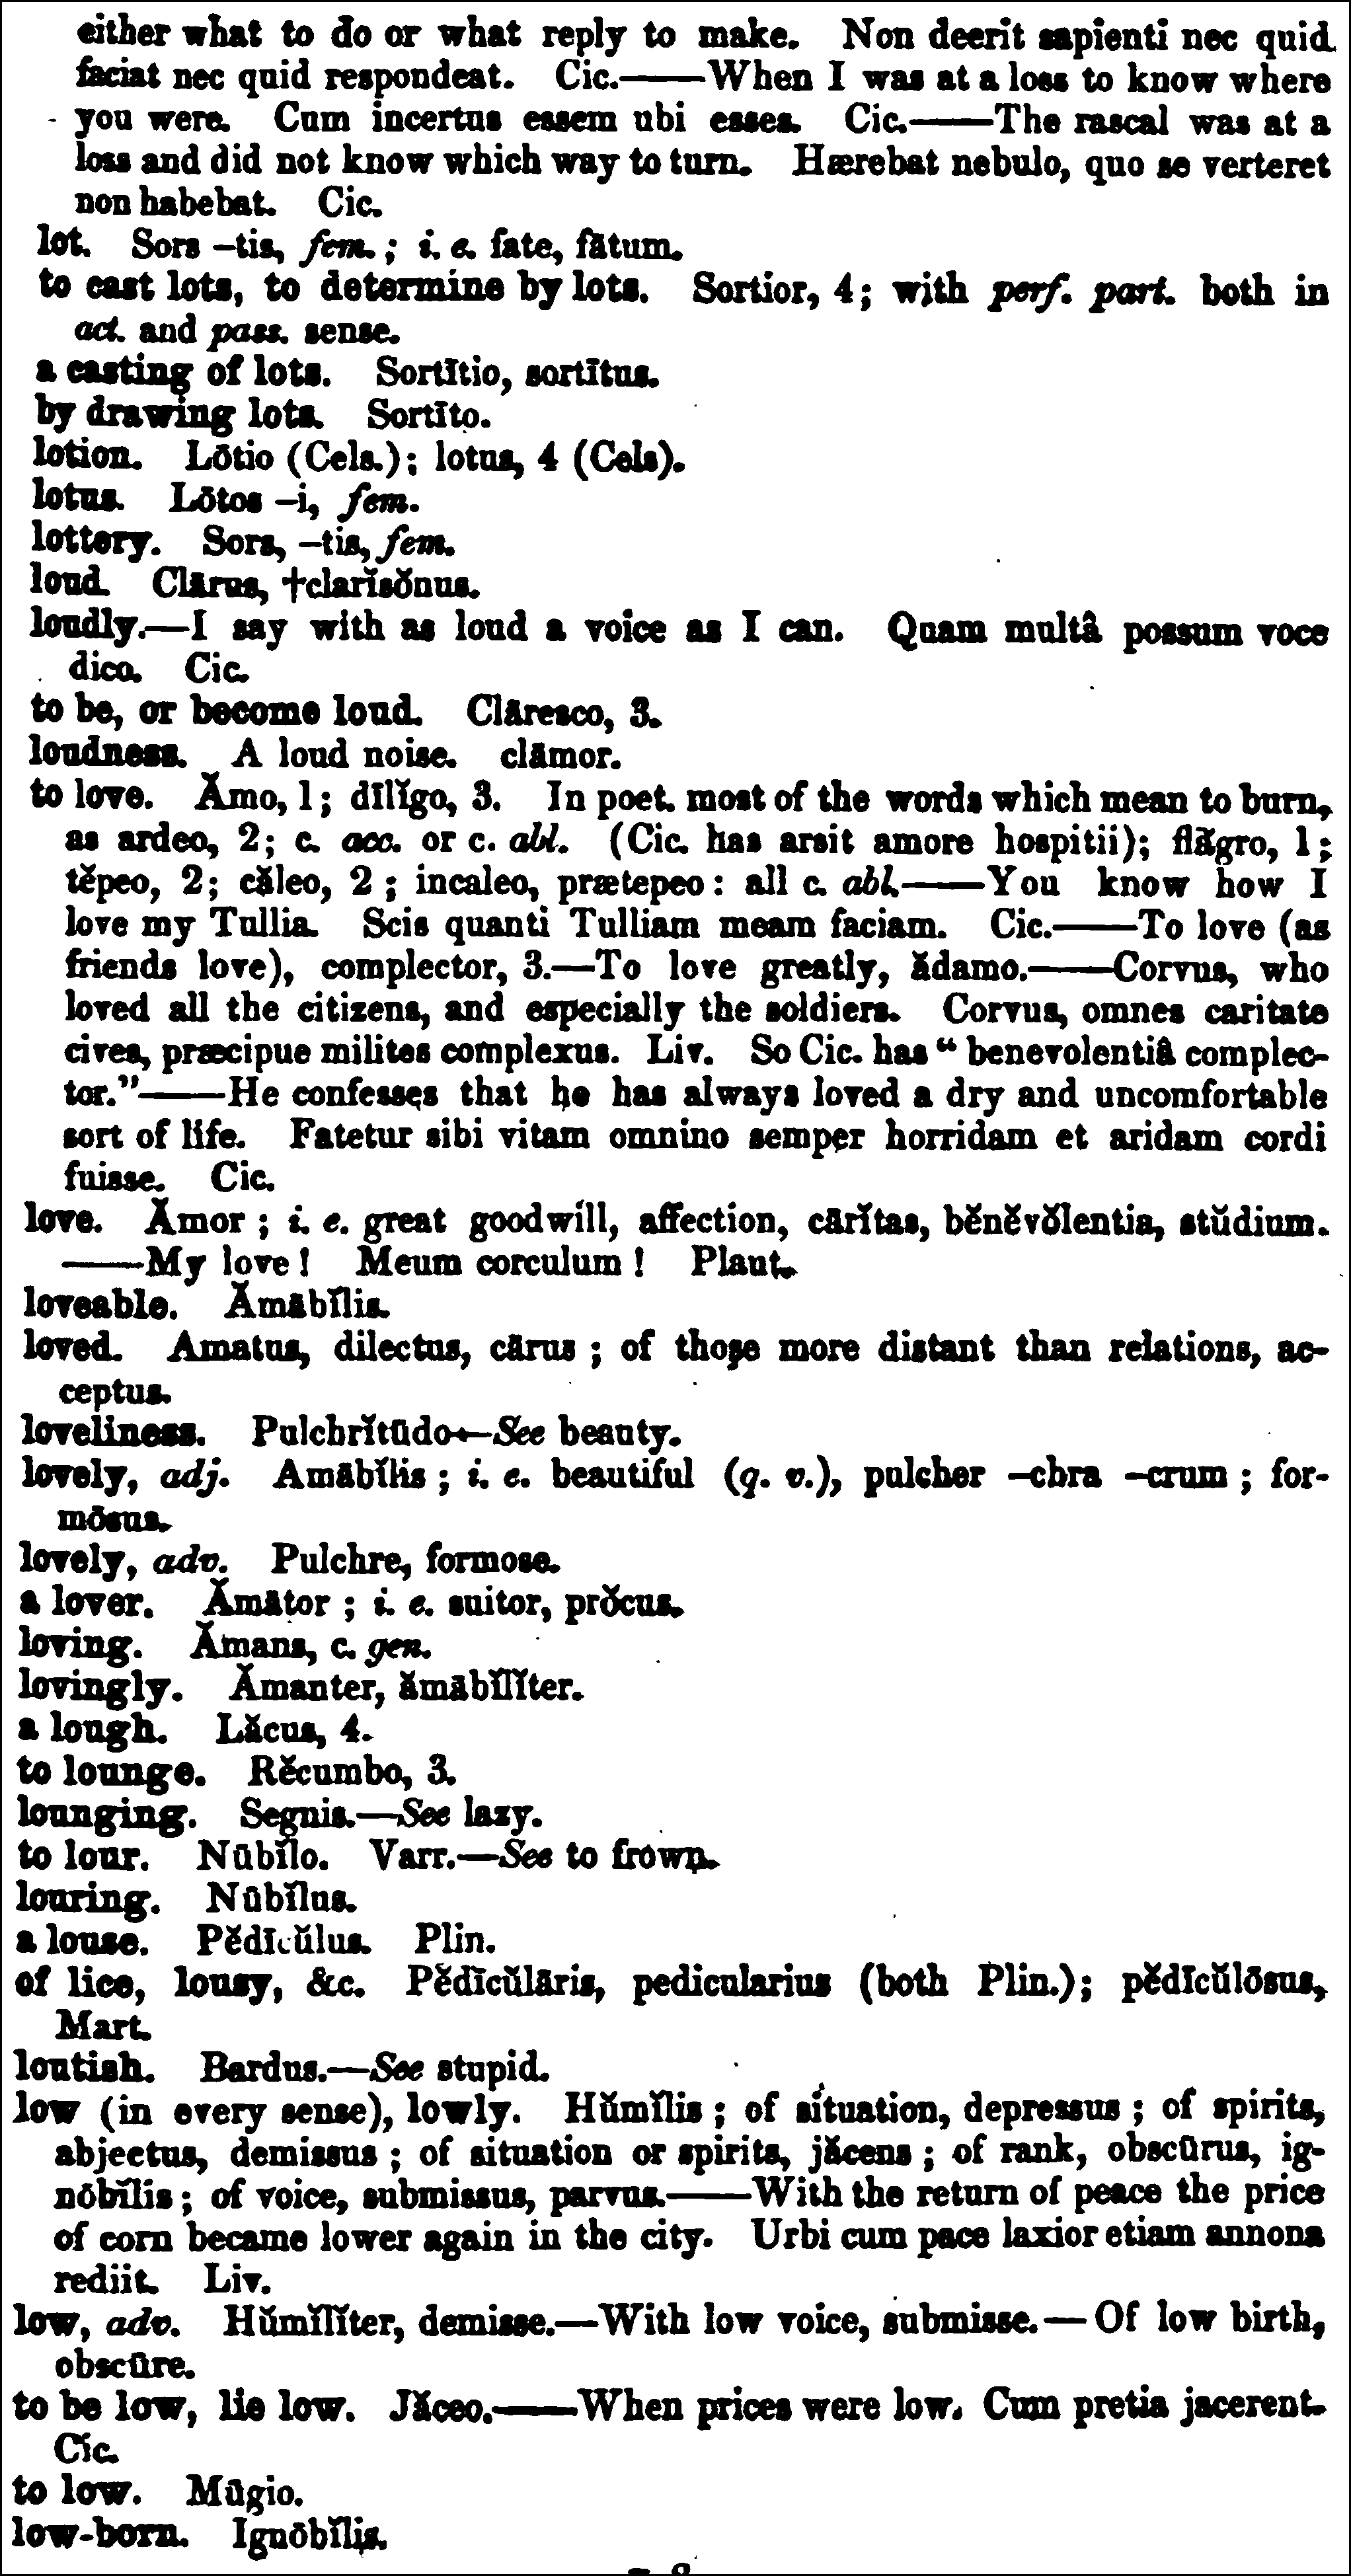 either what to do or what reply to make. Non deerit sapienti nec quid
faciat nec quid respondeat. Cic.——When I was at a loss to know where
you were. Cum incertus essem ubi esses. Cic.——The rascal was at a
loss and did not know which way to turn. Hærebat nebulo, quo se verteret
non habebat. Cic.
lot. Sors –tis, fem.; i. e. fate, fātum.
to cast lots, to determine by lots. Sortior, 4; with perf. part. both in
act. and pass. sense.
a casting of lots. Sortītio, sortītus.
by drawing lots. Sortīto.
lotion. Lōtio (Cels.); lotus, 4 (Cels).
lotus. Lōtos –i, fem.
lottery. Sors, –tis, fem.
loud. Clārus, †clarĭsŏnus.
loudly.—I say with as loud a voice as I can. Quam multâ possum voce
dico. Cic.
to be, or become loud. Clāresco, 3.
loudness. A loud noise. clāmor.
to love. Ămo, 1; dīlĭgo, 3. In poet. most of the words which mean to burn,
as ardeo, 2; c. acc. or c. abl. (Cic. has arsit amore hospitii); flăgro, 1;
tĕpeo, 2; căleo, 2; incaleo, prætepeo: all c. abl.——You know how I
love my Tullia. Scis quanti Tulliam meam faciam. Cic.——To love (as
friends love), complector, 3.—To love greatly, ădamo.——Corvus, who
loved all the citizens, and especially the soldiers. Corvus, omnes caritate
cives, præcipue milites complexus. Liv. So Cic. has "benevolentiâ complec-
tor."——He confesses that he has always loved a dry and uncomfortable
sort of life. Fatetur sibi vitam omnino semper horridam et aridam cordi
fuisse. Cic.
love. Ămor; i. e. great goodwill, affection, cārĭtas, bĕnĕvŏlentia, stŭdium.
——My love! Meum corculum! Plaut.
loveable. Ămābĭlis.
loved. Amatus, dilectus, cārus; of those more distant than relations, ac-
ceptus.
loveliness. Pulchrĭtūdo.—See beauty.
lovely, adj. Amābĭlis; i. e. beautiful (q. v.), pulcher –chra –crum; for-
mōsus.
lovely, adv. Pulchre, formose.
a lover. Ămātor; i. e. suitor, prŏcus.
loving. Ămans, c. gen.
lovingly. Ămanter, ămābĭlĭter.
a lough. Lăcus, 4.
to lounge. Rĕcumbo, 3.
lounging. Segnis.—See lazy.
to lour. Nūbĭlo. Varr.—See to frown.
louring. Nūbĭlus.
a louse. Pĕdīcŭlus. Plin.
of lice, lousy, &c. Pĕdīcŭlāris, pedicularius (both Plin.); pĕdīcŭlōsus,
Mart.
loutish. Bardus.—See stupid.
low (in every sense), lowly. Hŭmĭlis; of situation, depressus; of spirits,
abjectus, demissus; of situation or spirits, jăcens; of rank, obscūrus, ig-
nōbĭlis; of voice, submissus, parvus.——With the return of peace the price
of corn became lower again in the city. Urbi cum pace laxior etiam annona
rediit. Liv.
low, adv. Hŭmĭlĭter, demisse.—With low voice, submisse.—Of low birth,
obscūre.
to be low, lie low. Jăceo.——When prices were low. Cum pretia jacerent.
Cic.
to low. Mūgio.
low-born. Ignōbĭlis.